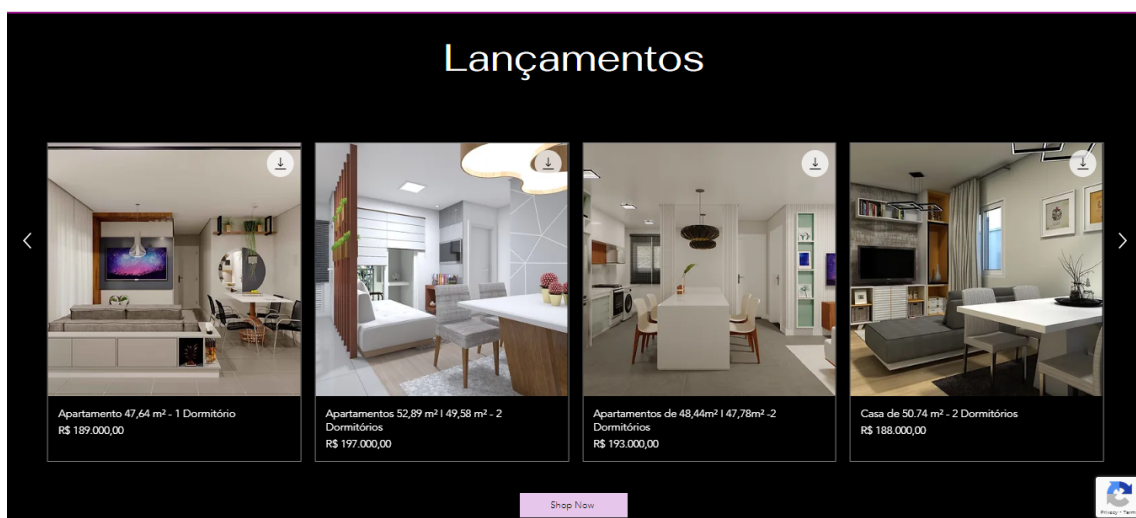 Lançamentos
Apartamento 47,64 m² - 1 Dormitório
R$ 189.000,00
Apartamentos 52,89 m² I 49,58 m² - 2
Dormitórios
R$ 197.000,00
Apartamentos de 48,44m² I 47,78m² -2
Dormitórios
R$ 193.000,00
Casa de 50.74 m² - 2 Dormitórios
R$ 188.000,00
Shop Now
Privacy - Term